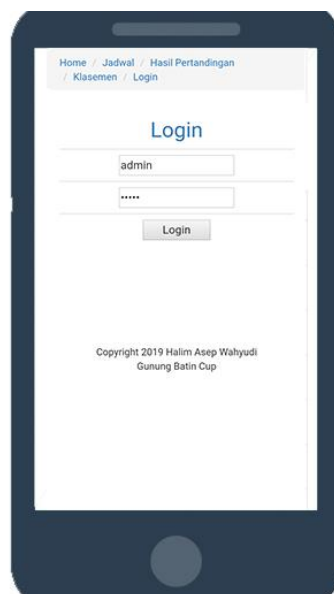 Home / Jadwal / Hasil Pertandingan
/ Klasemen / Login
Login
admin
•••••
Login
Copyright 2019 Halim Asep Wahyudi
Gunung Batin Cup